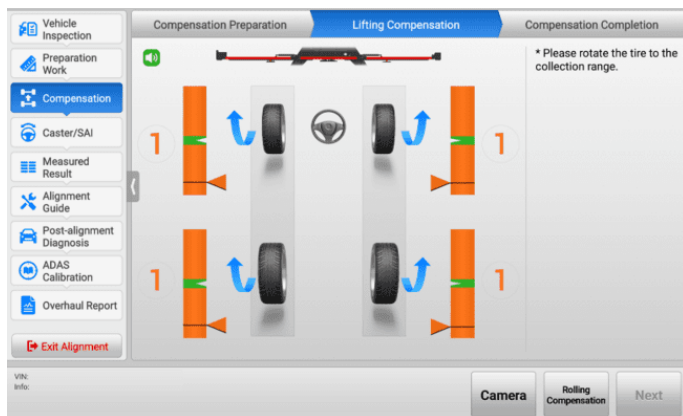 Vehicle
Inspection
Preparation
Work
Compensation
Caster/SAI
Measured
Result
Alignment
Guide
Post-alignment
Diagnosis
ADAS
Calibration
Overhaul Report
Exit Alignment
Compensation Preparation
Lifting Compensation
Compensation Completion
* Please rotate the tire to the
collection range.
1
1
1
1
VIN:
Info:
Camera
Rolling
Compensation
Next